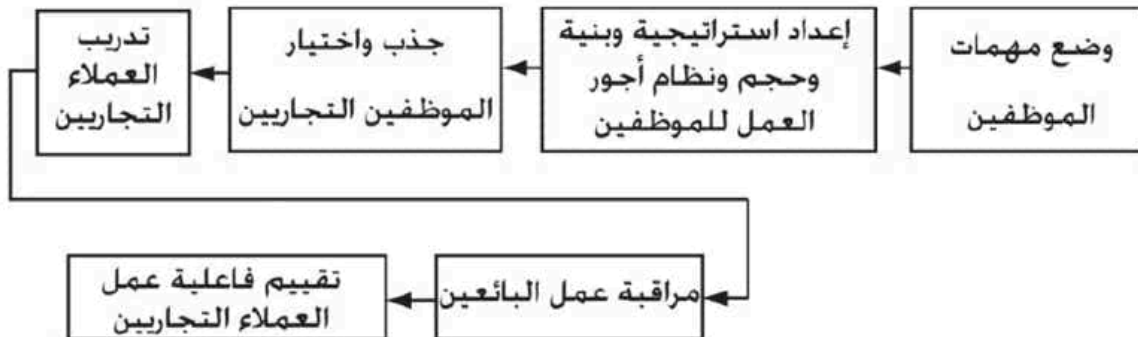 وضع مهمات
الموظفين
إعداد استراتيجية وبنية
وحجم ونظام أجور
العمل للموظفين
جذب واختيار
الموظفين التجاريين
تدريب
العملاء
التجاريين
مراقبة عمل البائعين
تقييم فاعلية عمل
العملاء التجاريين